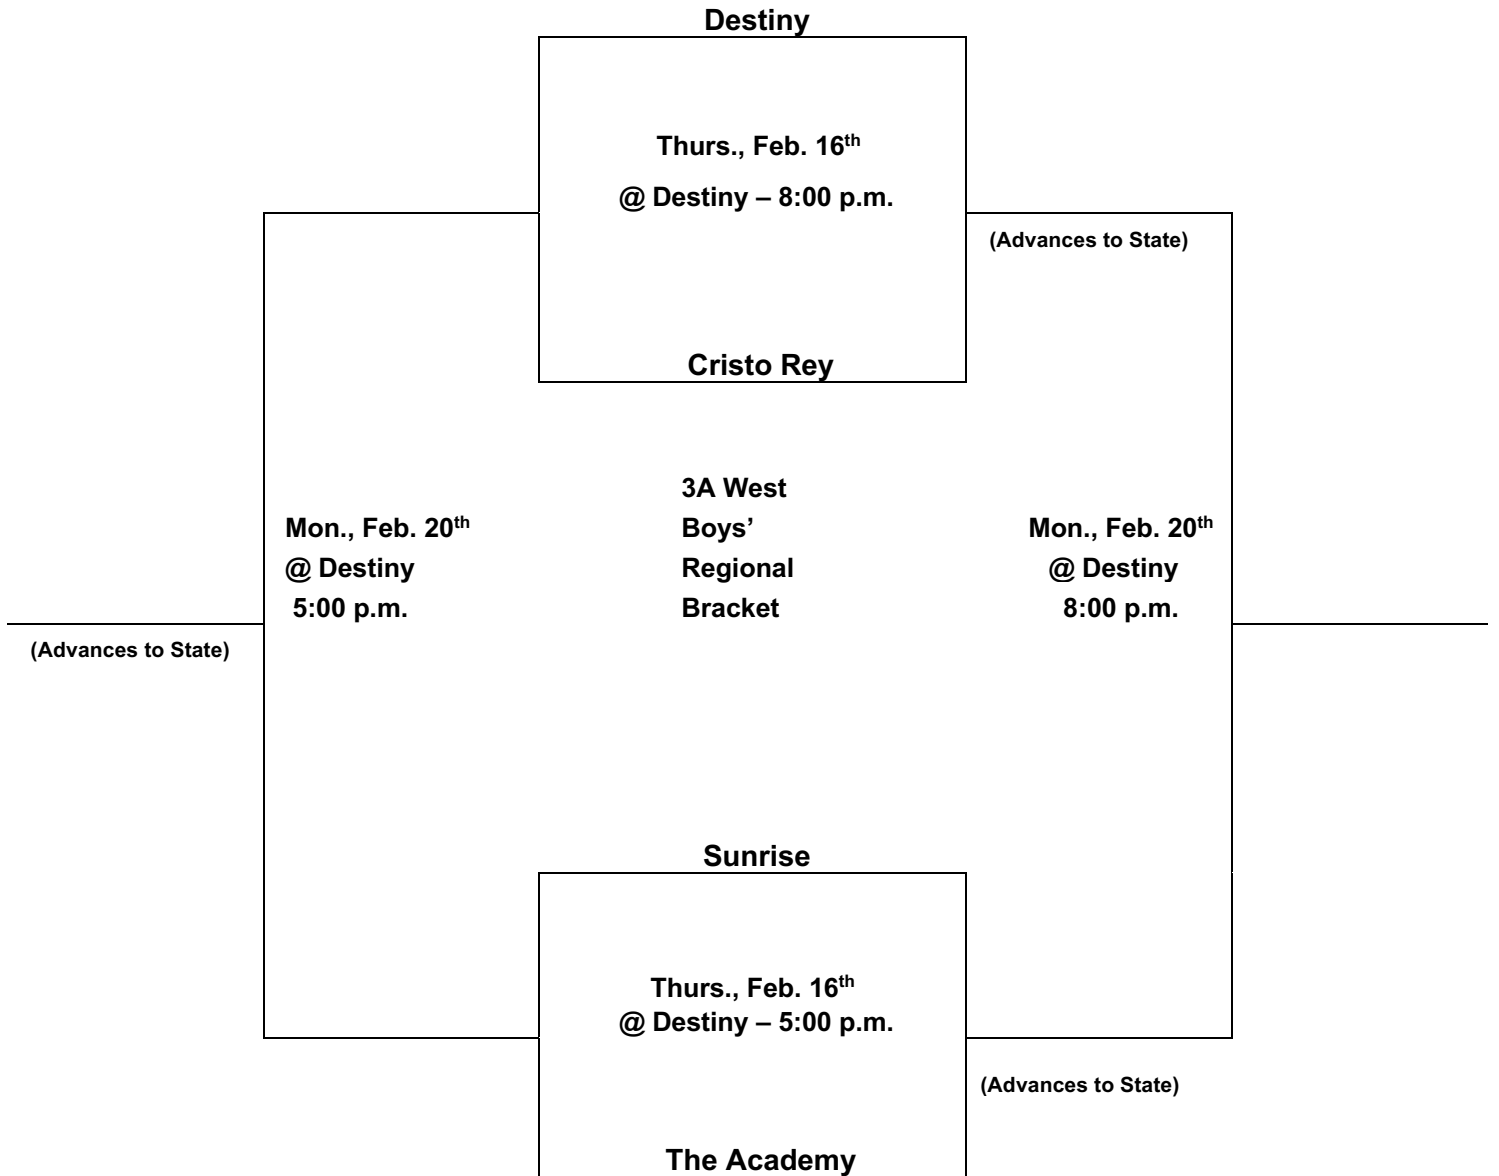 Destiny
Thurs., Feb. 16th
@ Destiny – 8:00 p.m.
(Advances to State)
Cristo Rey
Mon., Feb. 20th
@ Destiny
5:00 p.m.
(Advances to State)
3A West
Boys’
Regional
Bracket
Mon., Feb. 20th
@ Destiny
8:00 p.m.
Sunrise
Thurs., Feb. 16th
@ Destiny – 5:00 p.m.
(Advances to State)
The Academy